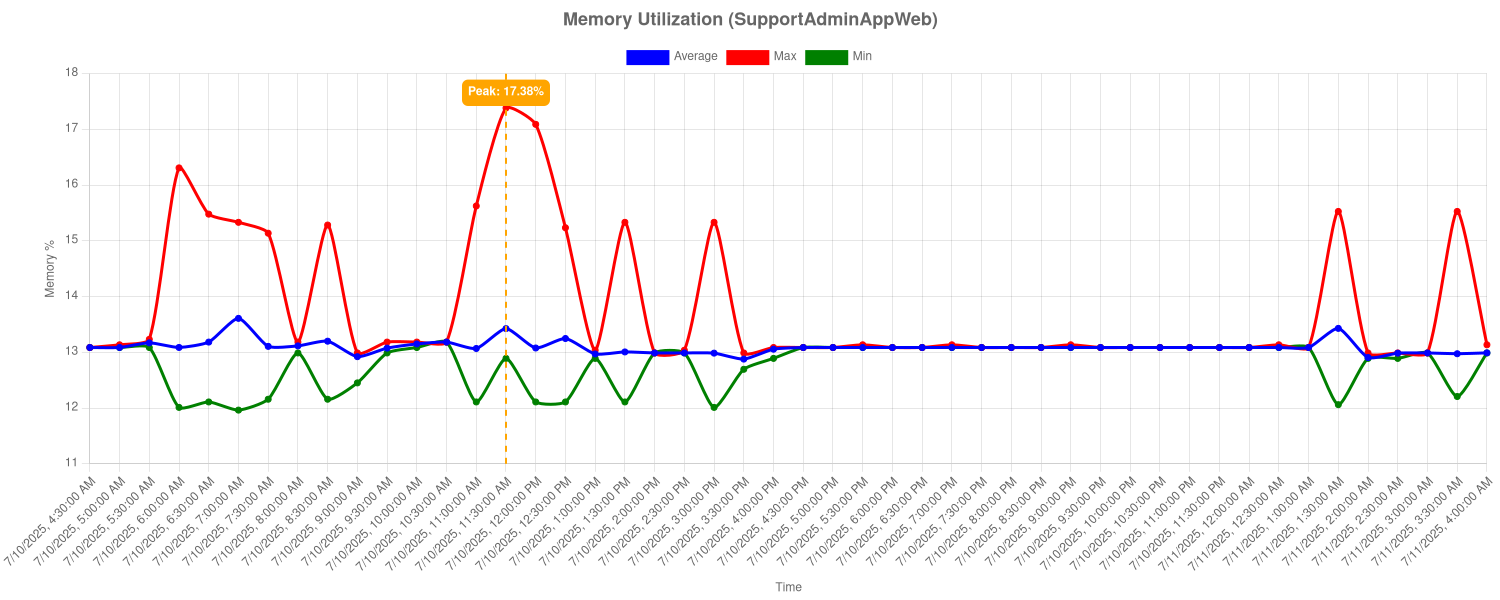 Memory Utilization (SupportAdminAppWeb)
Average Max Min
Peak: 17.38%
Memory %
18
17
16
15
14
13
12
11
7/10/2025, 4:30:00 AM
7/10/2025, 5:00:00 AM
7/10/2025, 5:30:00 AM
7/10/2025, 6:00:00 AM
7/10/2025, 6:30:00 AM
7/10/2025, 7:00:00 AM
7/10/2025, 7:30:00 AM
7/10/2025, 8:00:00 AM
7/10/2025, 8:30:00 AM
7/10/2025, 9:00:00 AM
7/10/2025, 9:30:00 AM
7/10/2025, 10:00:00 AM
7/10/2025, 10:30:00 AM
7/10/2025, 11:00:00 AM
7/10/2025, 11:30:00 AM
7/10/2025, 12:00:00 PM
7/10/2025, 12:30:00 PM
7/10/2025, 1:00:00 PM
7/10/2025, 1:30:00 PM
7/10/2025, 2:00:00 PM
7/10/2025, 2:30:00 PM
7/10/2025, 3:00:00 PM
7/10/2025, 3:30:00 PM
7/10/2025, 4:00:00 PM
7/10/2025, 4:30:00 PM
7/10/2025, 5:00:00 PM
7/10/2025, 5:30:00 PM
7/10/2025, 6:00:00 PM
7/10/2025, 6:30:00 PM
7/10/2025, 7:00:00 PM
7/10/2025, 7:30:00 PM
7/10/2025, 8:00:00 PM
7/10/2025, 8:30:00 PM
7/10/2025, 9:00:00 PM
7/10/2025, 9:30:00 PM
7/10/2025, 10:00:00 PM
7/10/2025, 10:30:00 PM
7/10/2025, 11:00:00 PM
7/10/2025, 11:30:00 PM
7/11/2025, 12:00:00 AM
7/11/2025, 12:30:00 AM
7/11/2025, 1:00:00 AM
7/11/2025, 1:30:00 AM
7/11/2025, 2:00:00 AM
7/11/2025, 2:30:00 AM
7/11/2025, 3:00:00 AM
7/11/2025, 3:30:00 AM
7/11/2025, 4:00:00 AM
Time